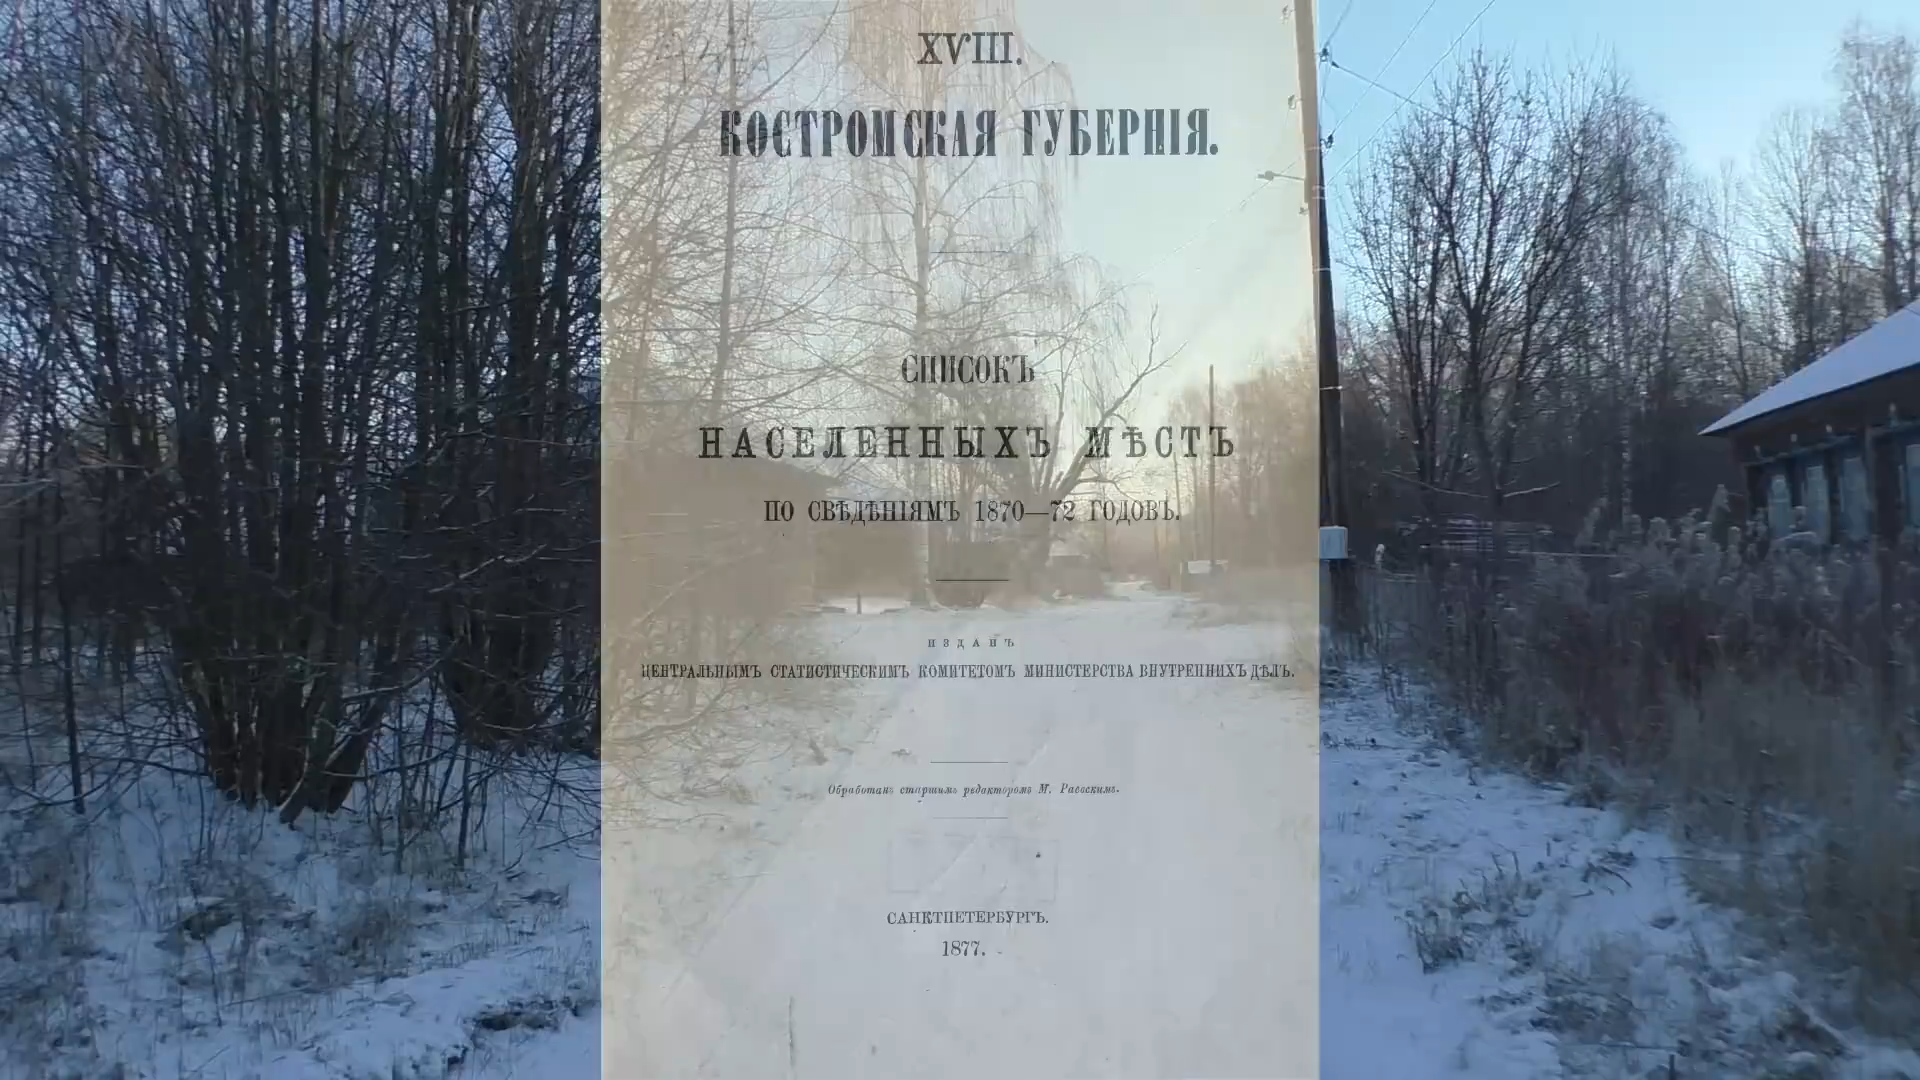 XVIII.
КОСТРОМСКАЯ ГУБЕРНІЯ.
СПИСОКЪ
НАСЕЛЕННЫХЪ МѢСТЪ
ПО СВѢДѢНІЯМЪ 1870—72 ГОДОВЪ.
ИЗДАНЪ
ЦЕНТРАЛЬНЫМЪ СТАТИСТИЧЕСКИМЪ КОМИТЕТОМЪ МИНИСТЕРСТВА ВНУТРЕННИХЪ ДѢЛЪ.
Обработанъ старшимъ редакторомъ М. Раевскимъ.
САНКТПЕТЕРБУРГЪ.
1877.